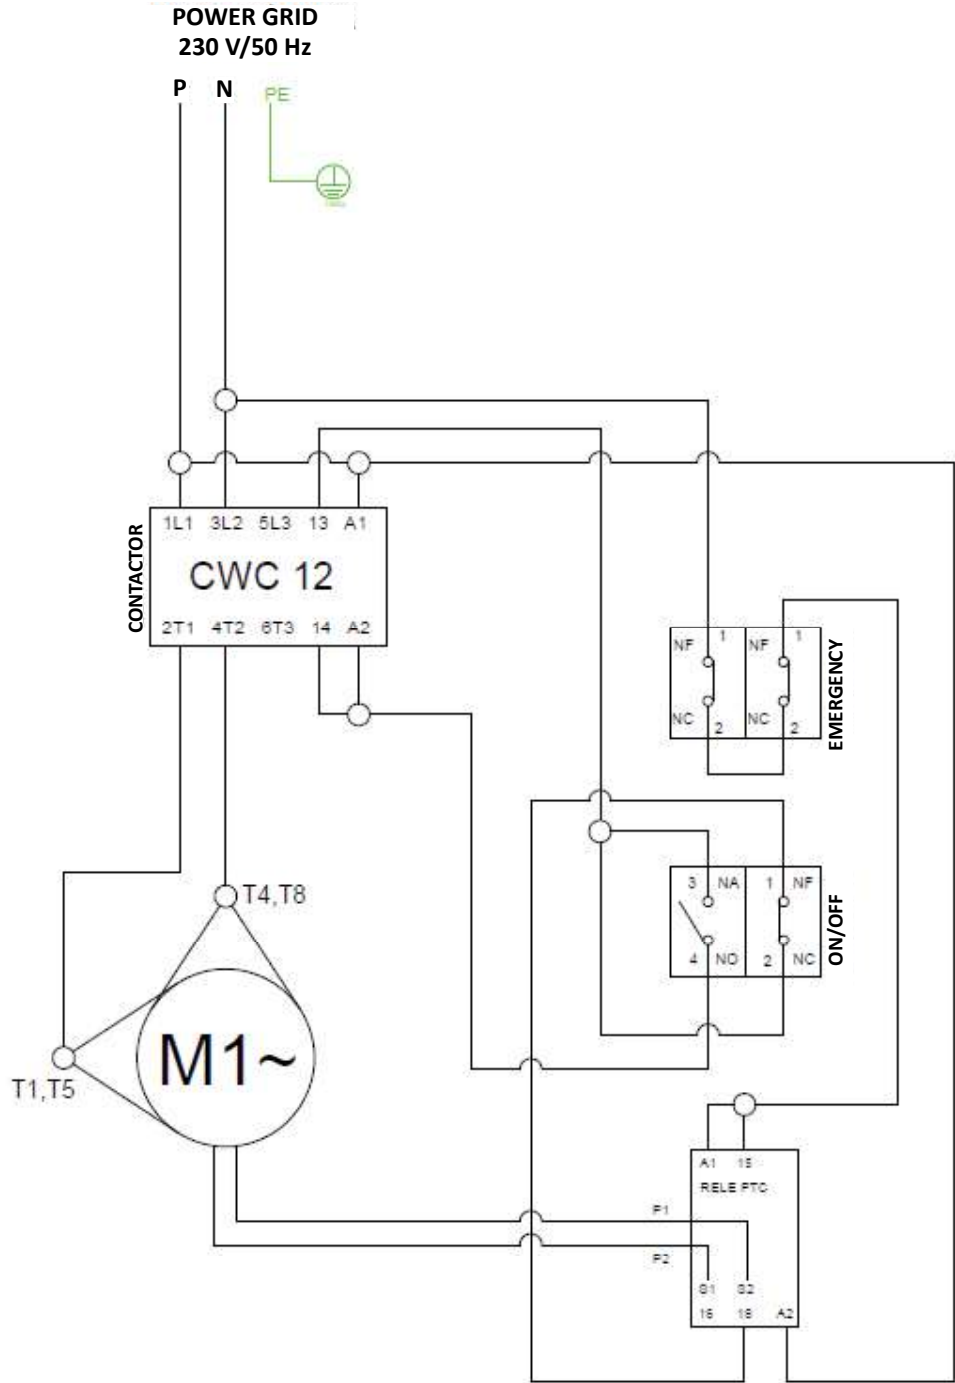 POWER GRID
230 V/50 Hz
P N PE
1L1 3L2 5L3 13 A1
CONTACTOR
CWC 12
2T1 4T2 6T3 14 A2
1 1
NF NF
EMERGENCY
NC NC
2 2
3 NA 1 NF
ON/OFF
4 NO 2 NC
T4,T8
M1~
T1,T5
A1 15
RELE PTC
P1
P2
S1 S2
16 18 A2